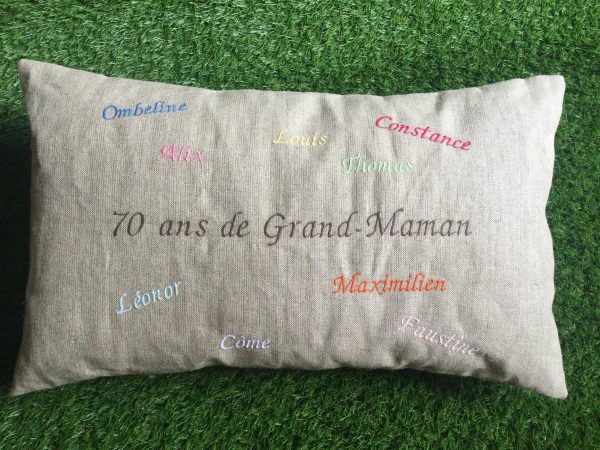 Ombeline
Constance
Louis
Alix
Thomas
70 ans de Grand-Maman
Léonor
Maximilien
Côme
Faustine